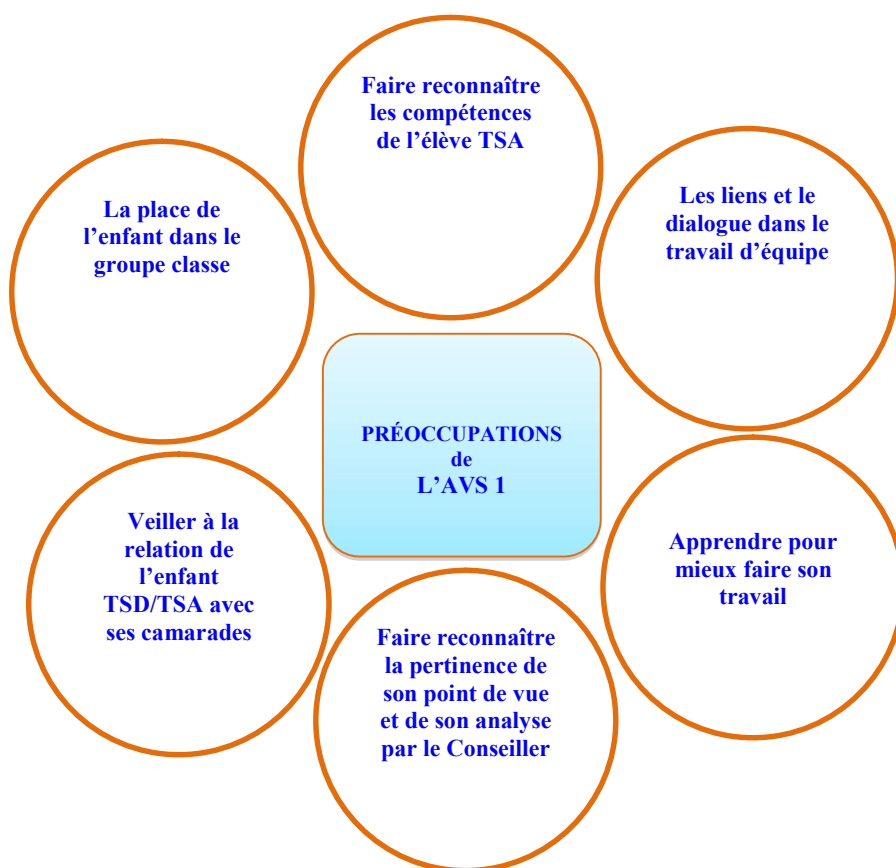 Faire reconnaître
les compétences
de l’élève TSA
La place de
l’enfant dans le
groupe classe
Les liens et le
dialogue dans le
travail d’équipe
PRÉOCCUPATIONS
de
L’AVS 1
Veiller à la
relation de
l’enfant
TSD/TSA avec
ses camarades
Apprendre pour
mieux faire son
travail
Faire reconnaître
la pertinence de
son point de vue
et de son analyse
par le Conseiller